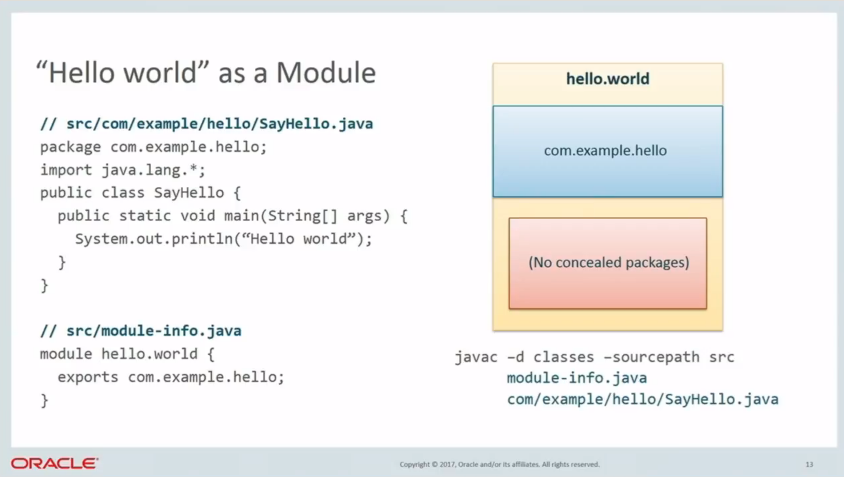 “Hello world” as a Module
// src/com/example/hello/SayHello.java
package com.example.hello;
import java.lang.*;
public class SayHello {
public static void main(String[] args) {
System.out.println(“Hello world”);
}
}
// src/module-info.java
module hello.world {
exports com.example.hello;
}
hello.world
com.example.hello
(No concealed packages)
javac –d classes –sourcepath src
module-info.java
com/example/hello/SayHello.java
ORACLE®
Copyright © 2017, Oracle and/or its affiliates. All rights reserved.
13